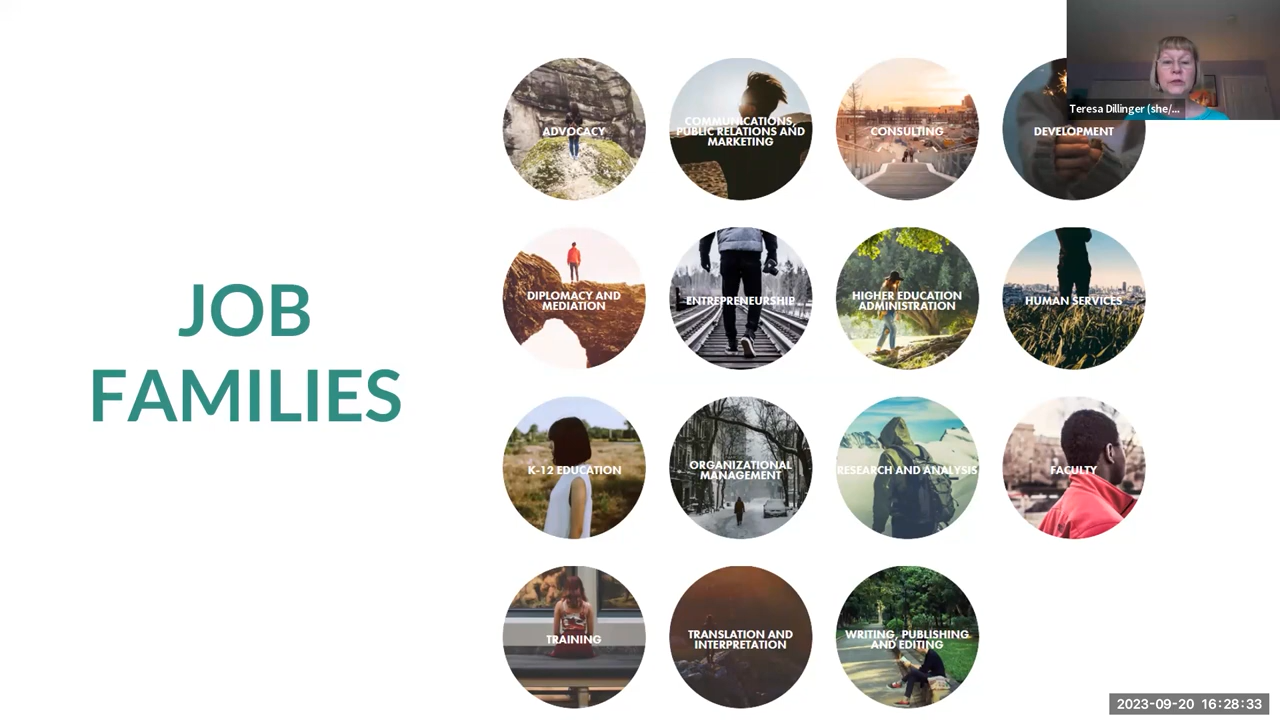 JOB
FAMILIES
ADVOCACY
COMMUNICATIONS,
PUBLIC RELATIONS AND
MARKETING
CONSULTING
DEVELOPMENT
DIPLOMACY AND
MEDIATION
ENTREPRENEURSHIP
HIGHER EDUCATION
ADMINISTRATION
HUMAN SERVICES
K-12 EDUCATION
ORGANIZATIONAL
MANAGEMENT
RESEARCH AND ANALYSIS
FACULTY
TRAINING
TRANSLATION AND
INTERPRETATION
WRITING, PUBLISHING
AND EDITING
Teresa Dillinger (she/...
2023-09-20 16:28:33